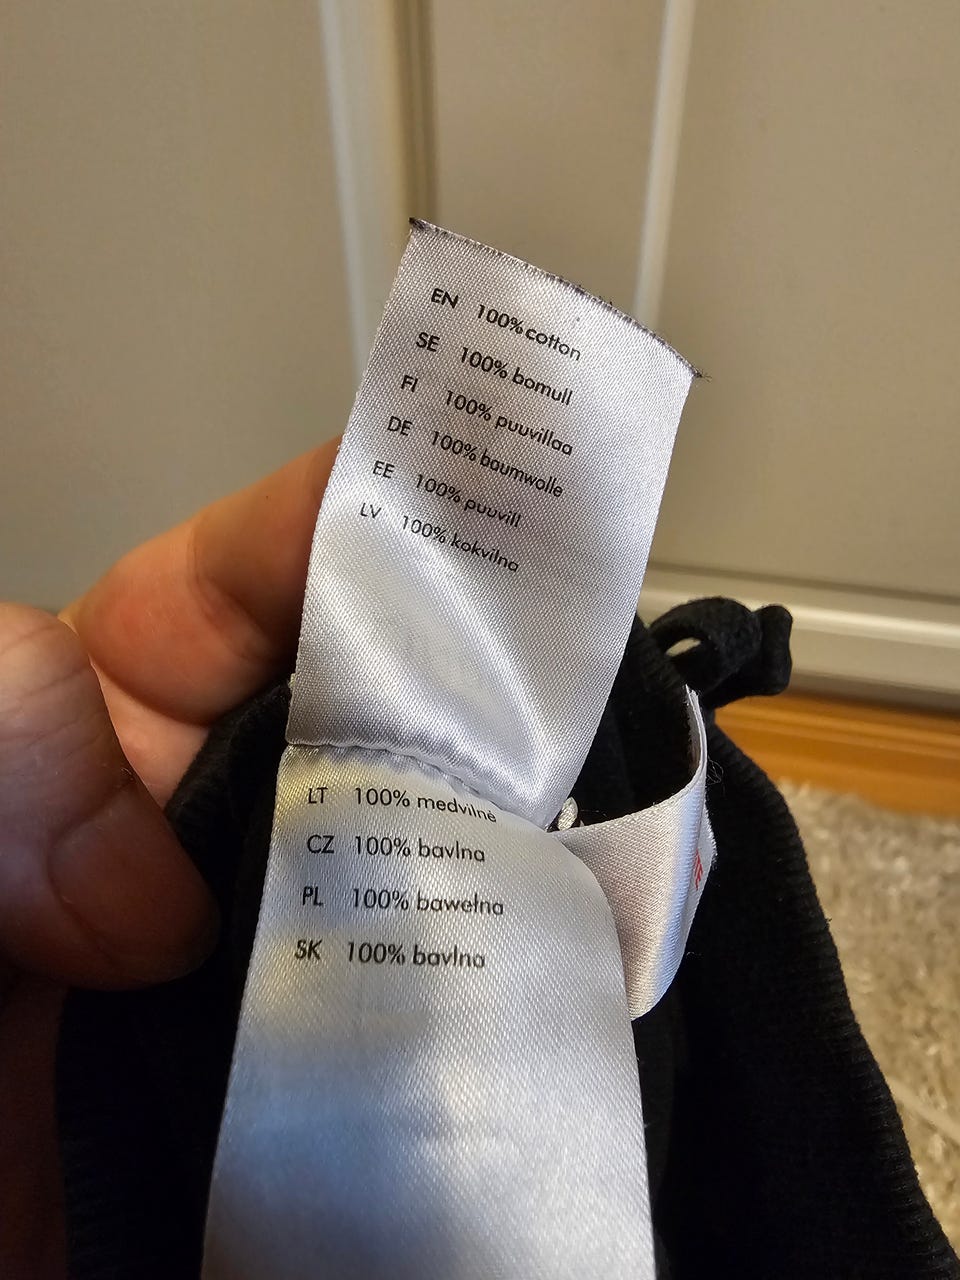 EN 100% cotton
SE 100% bomull
FI 100% puuvillaa
DE 100% baumwolle
EE 100% puuvill
LV 100% kokvilna
LT 100% medvilnė
CZ 100% bavlna
PL 100% bawełna
SK 100% bavlna